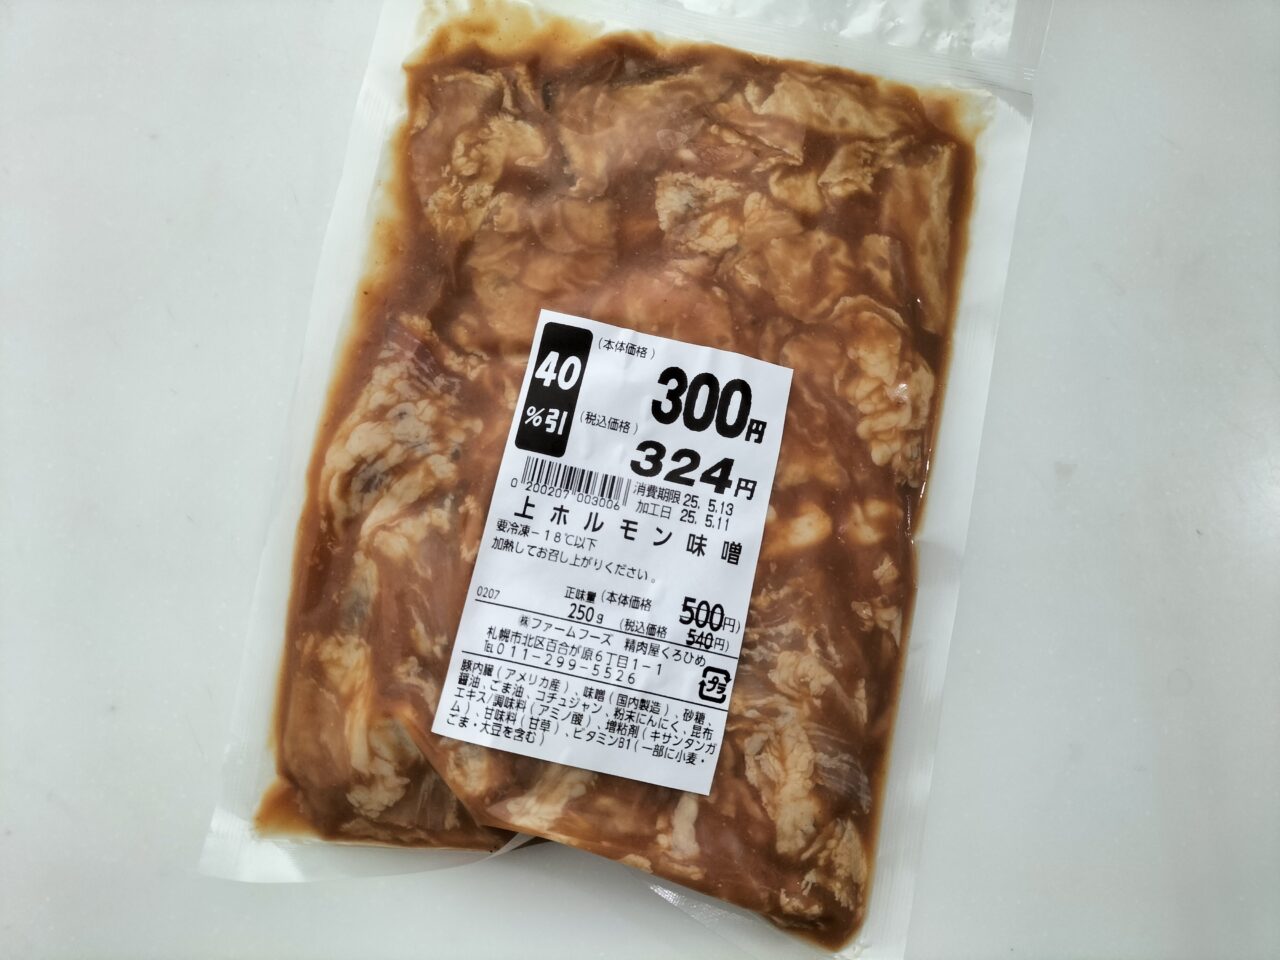 40
%引
(本体価格)
300円
(税込価格)
324円
0 200207 003006
消費期限 25. 5.13
加工日 25. 5.11
上ホルモン味噌
要冷凍-18℃以下
加熱してお召し上がりください。
0207
正味量 (本体価格 500円)
250g (税込価格 540円)
㈱ファームフーズ 精肉屋くろひめ
札幌市北区百合が原6丁目1-1
℡011-299-5526
プラ
豚内臓(アメリカ産)、味噌(国内製造)、砂糖、
醤油、ごま油、コチュジャン、粉末にんにく、昆布
エキス/調味料(アミノ酸)、増粘剤(キサンタンガ
ム)、甘味料(甘草)、ビタミンB1(一部に小麦・
ごま・大豆を含む)